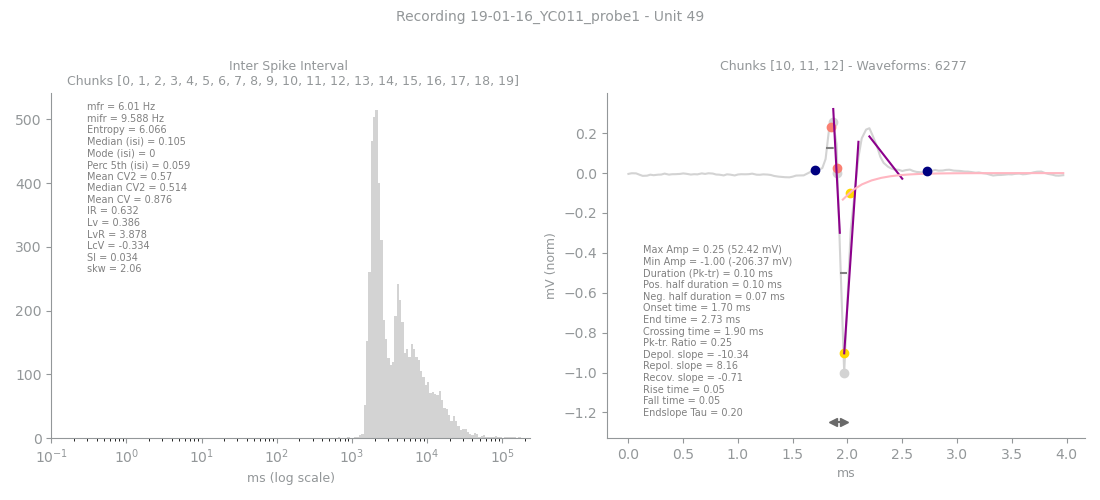 Recording 19-01-16_YC011_probe1 - Unit 49
Inter Spike Interval
Chunks [0, 1, 2, 3, 4, 5, 6, 7, 8, 9, 10, 11, 12, 13, 14, 15, 16, 17, 18, 19]
500
400
300
200
100
0
mfr = 6.01 Hz
mifr = 9.588 Hz
Entropy = 6.066
Median (isi) = 0.105
Mode (isi) = 0
Perc 5th (isi) = 0.059
Mean CV2 = 0.57
Median CV2 = 0.514
Mean CV = 0.876
IR = 0.632
Lv = 0.386
LvR = 3.878
LcV = -0.334
SI = 0.034
skw = 2.06
10⁻¹ 10⁰ 10¹ 10² 10³ 10⁴ 10⁵
ms (log scale)
Chunks [10, 11, 12] - Waveforms: 6277
mV (norm)
0.2
0.0
−0.2
−0.4
−0.6
−0.8
−1.0
−1.2
Max Amp = 0.25 (52.42 mV)
Min Amp = -1.00 (-206.37 mV)
Duration (Pk-tr) = 0.10 ms
Pos. half duration = 0.10 ms
Neg. half duration = 0.07 ms
Onset time = 1.70 ms
End time = 2.73 ms
Crossing time = 1.90 ms
Pk-tr. Ratio = 0.25
Depol. slope = -10.34
Repol. slope = 8.16
Recov. slope = -0.71
Rise time = 0.05
Fall time = 0.05
Endslope Tau = 0.20
0.0 0.5 1.0 1.5 2.0 2.5 3.0 3.5 4.0
ms